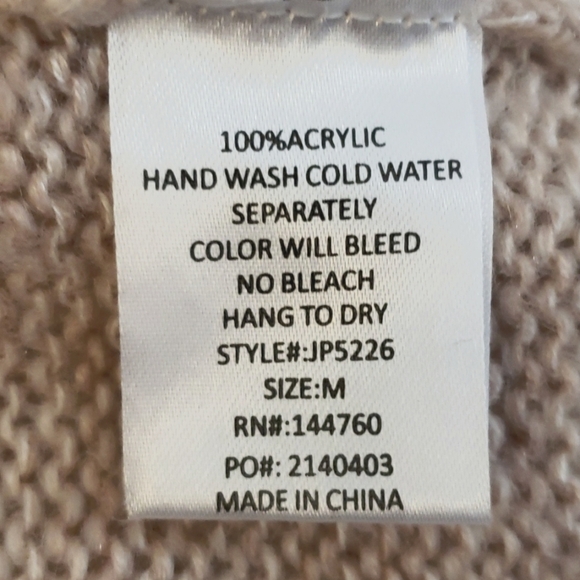 100%ACRYLIC
HAND WASH COLD WATER
SEPARATELY
COLOR WILL BLEED
NO BLEACH
HANG TO DRY
STYLE#:JP5226
SIZE:M
RN#:144760
PO#: 2140403
MADE IN CHINA